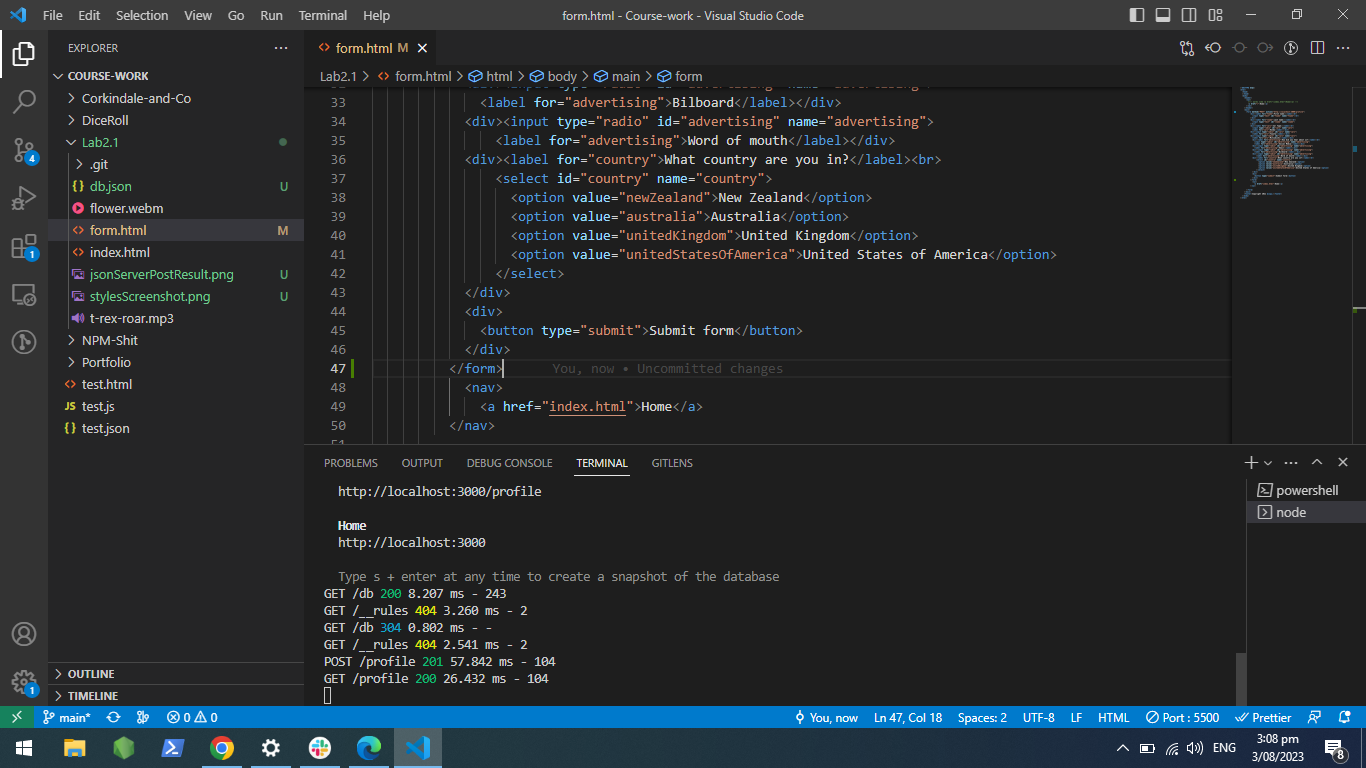 File Edit Selection View Go Run Terminal Help
form.html - Course-work - Visual Studio Code
EXPLORER
COURSE-WORK
Corkindale-and-Co
DiceRoll
Lab2.1
.git
db.json U
flower.webm
form.html M
index.html
jsonServerPostResult.png U
stylesScreenshot.png U
t-rex-roar.mp3
NPM-Shit
Portfolio
test.html
JS test.js
test.json
OUTLINE
TIMELINE
4
1
1
form.html M
Lab2.1 > form.html > html > body > main > form
33 <label for="advertising">Bilboard</label></div>
34 <div><input type="radio" id="advertising" name="advertising">
35 <label for="advertising">Word of mouth</label></div>
36 <div><label for="country">What country are you in?</label><br>
37 <select id="country" name="country">
38 <option value="newZealand">New Zealand</option>
39 <option value="australia">Australia</option>
40 <option value="unitedKingdom">United Kingdom</option>
41 <option value="unitedStatesOfAmerica">United States of America</option>
42 </select>
43 </div>
44 <div>
45 <button type="submit">Submit form</button>
46 </div>
47 </form> You, now • Uncommitted changes
48 <nav>
49 <a href="index.html">Home</a>
50 </nav>
PROBLEMS OUTPUT DEBUG CONSOLE TERMINAL GITLENS
http://localhost:3000/profile
Home
http://localhost:3000
Type s + enter at any time to create a snapshot of the database
GET /db 200 8.207 ms - 243
GET /__rules 404 3.260 ms - 2
GET /db 304 0.802 ms - -
GET /__rules 404 2.541 ms - 2
POST /profile 201 57.842 ms - 104
GET /profile 200 26.432 ms - 104
powershell
node
main* 0 0 You, now Ln 47, Col 18 Spaces: 2 UTF-8 LF HTML Port : 5500 Prettier
ENG
3:08 pm
3/08/2023
8